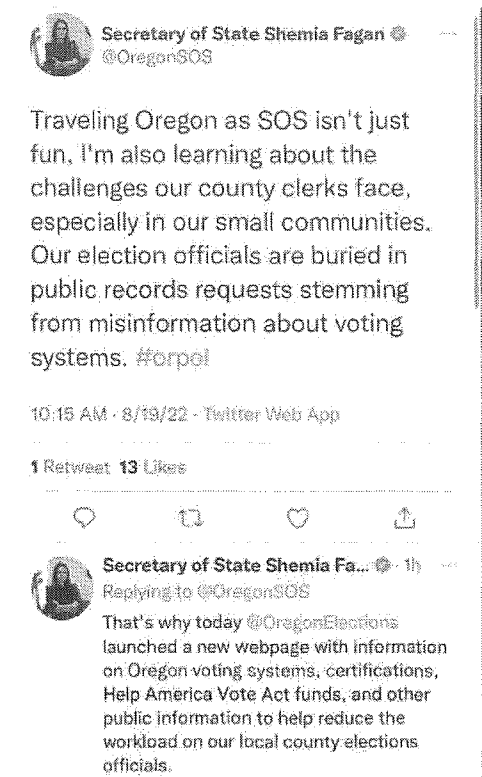 Secretary of State Shemia Fagan
@OregonSOS
Traveling Oregon as SOS isn't just
fun, I'm also learning about the
challenges our county clerks face,
especially in our small communities.
Our election officials are buried in
public records requests stemming
from misinformation about voting
systems. #orpol
10:15 AM · 8/19/22 · Twitter Web App
1 Retweet 13 Likes
Secretary of State Shemia Fa... · 1h
Replying to @OregonSOS
That's why today @OregonElections
launched a new webpage with information
on Oregon voting systems, certifications,
Help America Vote Act funds, and other
public information to help reduce the
workload on our local county elections
officials.